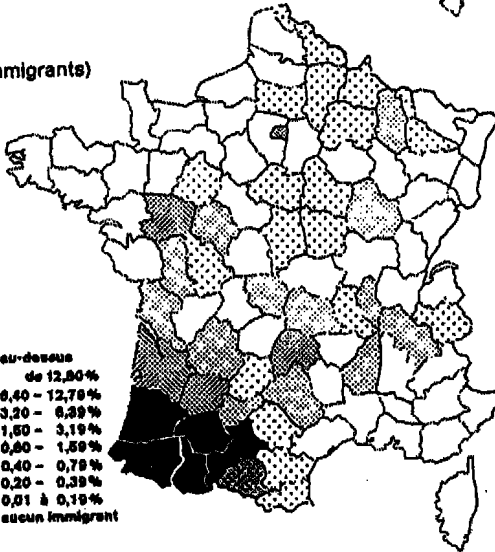 mmigrants)
au-dessus
de 12,80%
6,40 - 12,79%
3,20 - 6,39%
1,50 - 3,19%
0,80 - 1,59%
0,40 - 0,79%
0,20 - 0,39%
0,01 à 0,19%
aucun immigrant